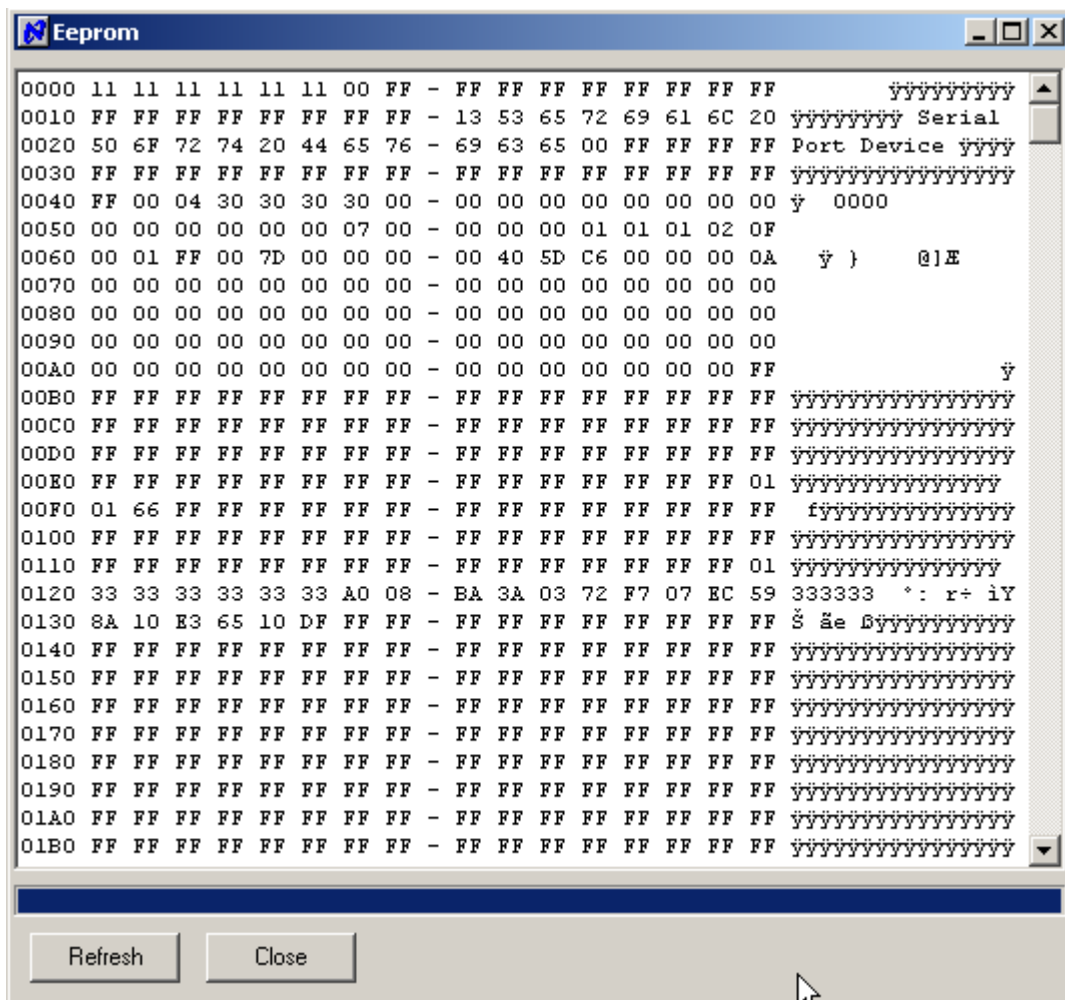 Eeprom
0000 11 11 11 11 11 11 00 FF - FF FF FF FF FF FF FF FF ÿÿÿÿÿÿÿÿÿ
0010 FF FF FF FF FF FF FF FF - 13 53 65 72 69 61 6C 20 ÿÿÿÿÿÿÿÿ Serial
0020 50 6F 72 74 20 44 65 76 - 69 63 65 00 FF FF FF FF Port Device ÿÿÿÿ
0030 FF FF FF FF FF FF FF FF - FF FF FF FF FF FF FF FF ÿÿÿÿÿÿÿÿÿÿÿÿÿÿÿÿ
0040 FF 00 04 30 30 30 30 00 - 00 00 00 00 00 00 00 00 ÿ 0000
0050 00 00 00 00 00 00 07 00 - 00 00 00 01 01 01 02 0F
0060 00 01 FF 00 7D 00 00 00 - 00 40 5D C6 00 00 00 0A ÿ } @]Æ
0070 00 00 00 00 00 00 00 00 - 00 00 00 00 00 00 00 00
0080 00 00 00 00 00 00 00 00 - 00 00 00 00 00 00 00 00
0090 00 00 00 00 00 00 00 00 - 00 00 00 00 00 00 00 00
00A0 00 00 00 00 00 00 00 00 - 00 00 00 00 00 00 00 FF ÿ
00B0 FF FF FF FF FF FF FF FF - FF FF FF FF FF FF FF FF ÿÿÿÿÿÿÿÿÿÿÿÿÿÿÿÿ
00C0 FF FF FF FF FF FF FF FF - FF FF FF FF FF FF FF FF ÿÿÿÿÿÿÿÿÿÿÿÿÿÿÿÿ
00D0 FF FF FF FF FF FF FF FF - FF FF FF FF FF FF FF FF ÿÿÿÿÿÿÿÿÿÿÿÿÿÿÿÿ
00E0 FF FF FF FF FF FF FF FF - FF FF FF FF FF FF FF 01 ÿÿÿÿÿÿÿÿÿÿÿÿÿÿÿ
00F0 01 66 FF FF FF FF FF FF - FF FF FF FF FF FF FF FF fÿÿÿÿÿÿÿÿÿÿÿÿÿÿ
0100 FF FF FF FF FF FF FF FF - FF FF FF FF FF FF FF FF ÿÿÿÿÿÿÿÿÿÿÿÿÿÿÿÿ
0110 FF FF FF FF FF FF FF FF - FF FF FF FF FF FF FF 01 ÿÿÿÿÿÿÿÿÿÿÿÿÿÿÿ
0120 33 33 33 33 33 33 A0 08 - BA 3A 03 72 F7 07 EC 59 333333 º: r÷ ìY
0130 8A 10 E3 65 10 DF FF FF - FF FF FF FF FF FF FF FF Š ãe ßÿÿÿÿÿÿÿÿÿÿ
0140 FF FF FF FF FF FF FF FF - FF FF FF FF FF FF FF FF ÿÿÿÿÿÿÿÿÿÿÿÿÿÿÿÿ
0150 FF FF FF FF FF FF FF FF - FF FF FF FF FF FF FF FF ÿÿÿÿÿÿÿÿÿÿÿÿÿÿÿÿ
0160 FF FF FF FF FF FF FF FF - FF FF FF FF FF FF FF FF ÿÿÿÿÿÿÿÿÿÿÿÿÿÿÿÿ
0170 FF FF FF FF FF FF FF FF - FF FF FF FF FF FF FF FF ÿÿÿÿÿÿÿÿÿÿÿÿÿÿÿÿ
0180 FF FF FF FF FF FF FF FF - FF FF FF FF FF FF FF FF ÿÿÿÿÿÿÿÿÿÿÿÿÿÿÿÿ
0190 FF FF FF FF FF FF FF FF - FF FF FF FF FF FF FF FF ÿÿÿÿÿÿÿÿÿÿÿÿÿÿÿÿ
01A0 FF FF FF FF FF FF FF FF - FF FF FF FF FF FF FF FF ÿÿÿÿÿÿÿÿÿÿÿÿÿÿÿÿ
01B0 FF FF FF FF FF FF FF FF - FF FF FF FF FF FF FF FF ÿÿÿÿÿÿÿÿÿÿÿÿÿÿÿÿ
Refresh Close